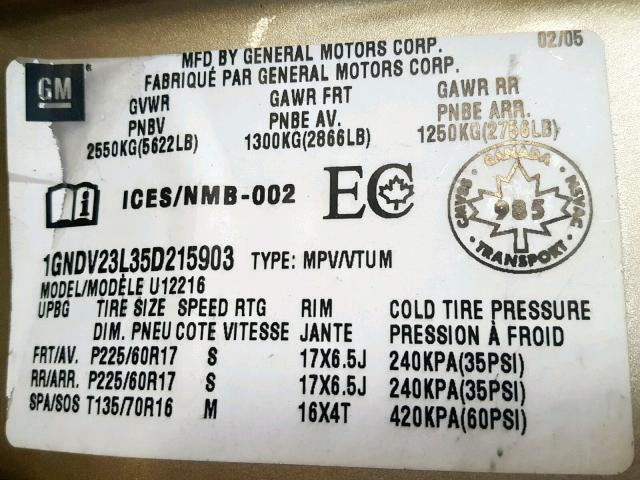 MFD BY GENERAL MOTORS CORP. 02/05
FABRIQUÉ PAR GENERAL MOTORS CORP.
GM
GVWR GAWR FRT GAWR RR
PNBV PNBE AV. PNBE ARR.
2550KG(5622LB) 1300KG(2866LB) 1250KG(2756LB)
i ICES/NMB-002 EC
CANADA
CMVSS 985 NSVAC
TRANSPORT
1GNDV23L35D215903 TYPE: MPV/VTUM
MODEL/MODÈLE U12216
UPBG TIRE SIZE SPEED RTG RIM COLD TIRE PRESSURE
DIM. PNEU COTE VITESSE JANTE PRESSION À FROID
FRT/AV. P225/60R17 S 17X6.5J 240KPA(35PSI)
RR/ARR. P225/60R17 S 17X6.5J 240KPA(35PSI)
SPA/SOS T135/70R16 M 16X4T 420KPA(60PSI)